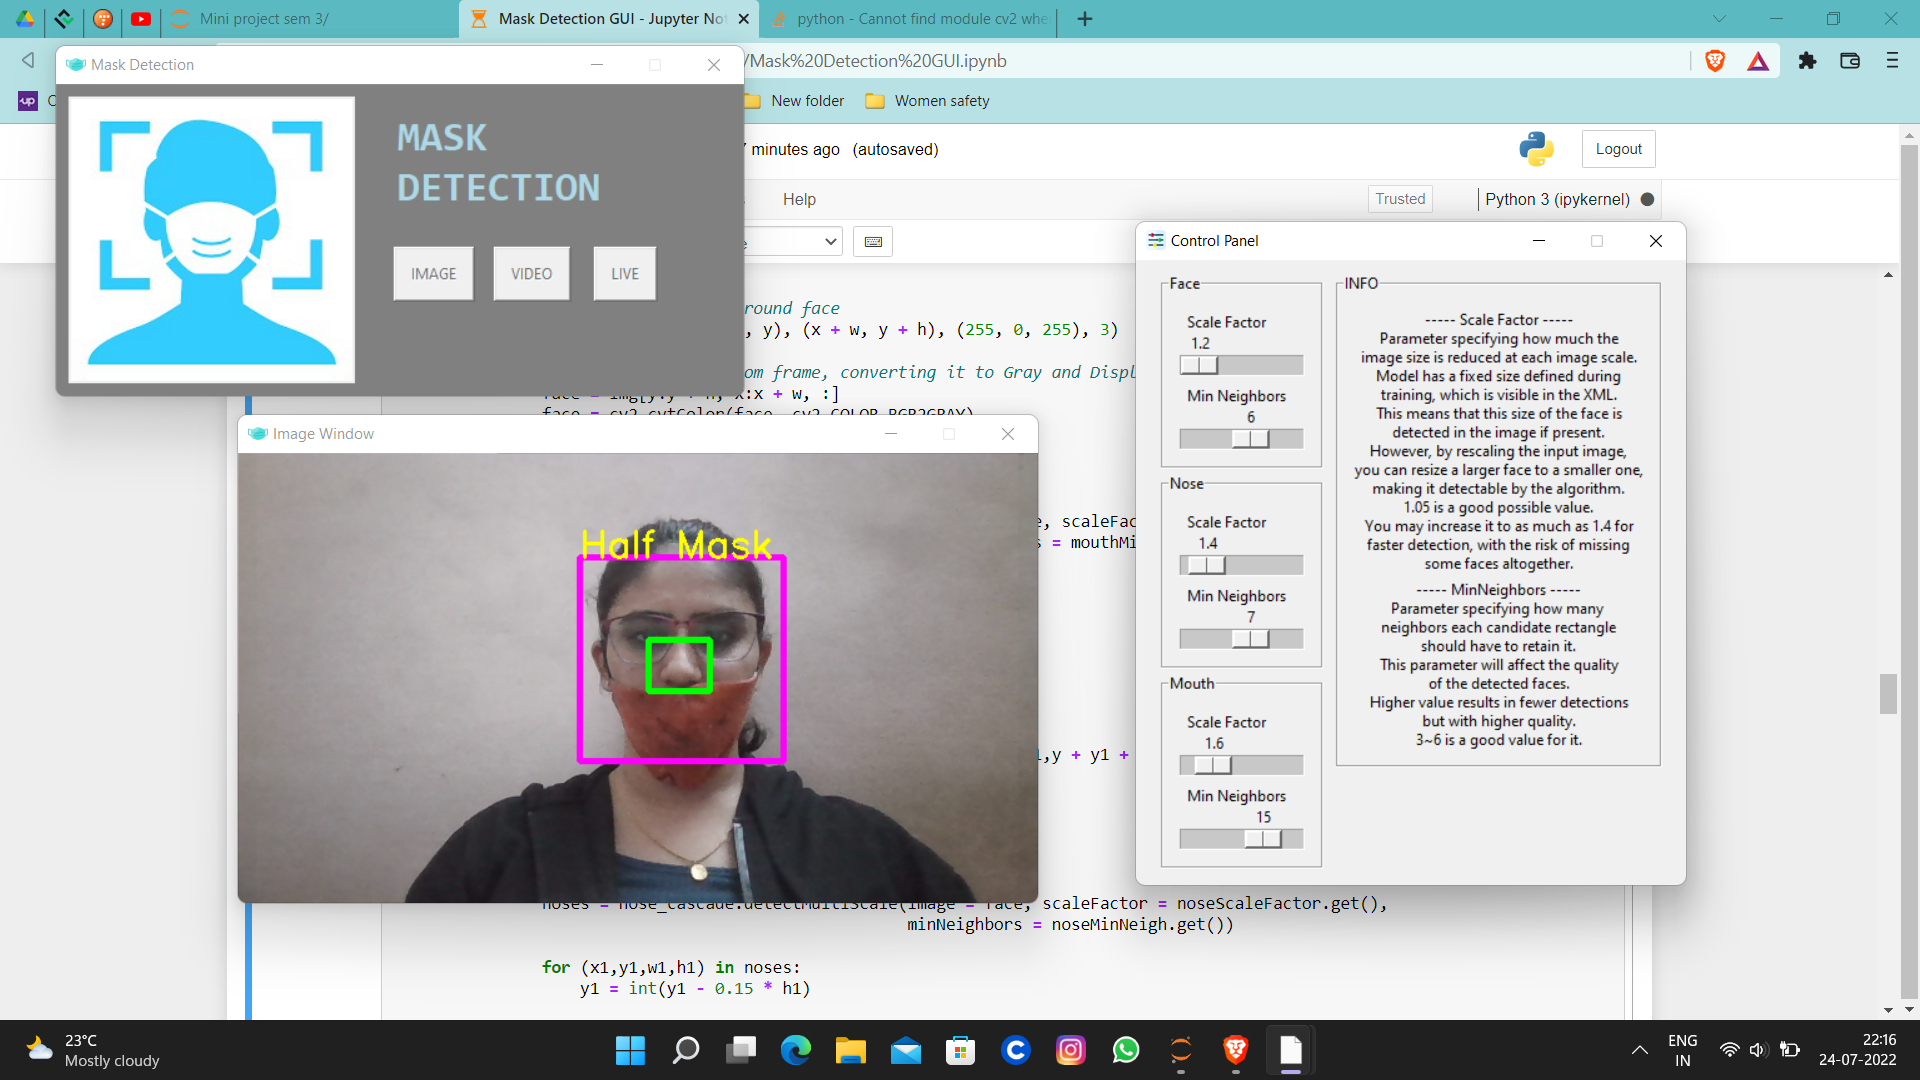 Mini project sem 3/
Mask Detection GUI - Jupyter Not
python - Cannot find module cv2 whe
/Mask%20Detection%20GUI.ipynb
up
New folder
Women safety
Mask Detection
MASK
DETECTION
IMAGE
VIDEO
LIVE
7 minutes ago (autosaved)
Logout
Help
Trusted
Python 3 (ipykernel)
round face
, y), (x + w, y + h), (255, 0, 255), 3)
om frame, converting it to Gray and Displ
face = img[y:y + h, x:x + w, :]
face = cv2.cvtColor(face, cv2.COLOR_BGR2GRAY)
Image Window
Half Mask
e, scaleFac
s = mouthMi
1,y + y1 +
noses = nose_cascade.detectMultiScale(image = face, scaleFactor = noseScaleFactor.get(),
minNeighbors = noseMinNeigh.get())
for (x1,y1,w1,h1) in noses:
y1 = int(y1 - 0.15 * h1)
Control Panel
Face
Scale Factor
1.2
Min Neighbors
6
Nose
Scale Factor
1.4
Min Neighbors
7
Mouth
Scale Factor
1.6
Min Neighbors
15
INFO
----- Scale Factor -----
Parameter specifying how much the
image size is reduced at each image scale.
Model has a fixed size defined during
training, which is visible in the XML.
This means that this size of the face is
detected in the image if present.
However, by rescaling the input image,
you can resize a larger face to a smaller one,
making it detectable by the algorithm.
1.05 is a good possible value.
You may increase it to as much as 1.4 for
faster detection, with the risk of missing
some faces altogether.
----- MinNeighbors -----
Parameter specifying how many
neighbors each candidate rectangle
should have to retain it.
This parameter will affect the quality
of the detected faces.
Higher value results in fewer detections
but with higher quality.
3~6 is a good value for it.
23°C
Mostly cloudy
ENG
IN
22:16
24-07-2022